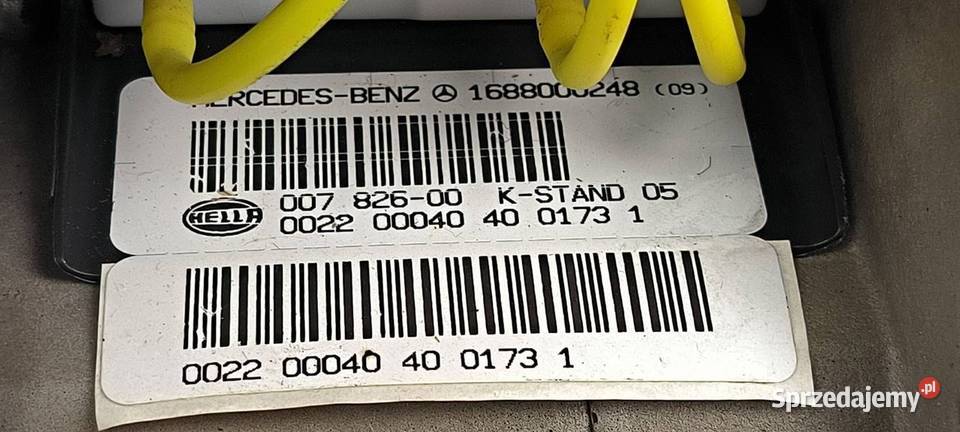 MERCEDES-BENZ 1688000248 (09)
007 826-00 K-STAND 05
HELLA
0022 00040 40 0173 1
0022 00040 40 0173 1
Sprzedajemy.pl